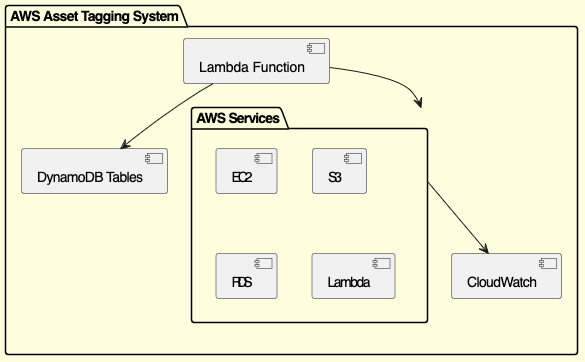 AWS Asset Tagging System
Lambda Function
AWS Services
DynamoDB Tables
EC2
S3
RDS
Lambda
CloudWatch